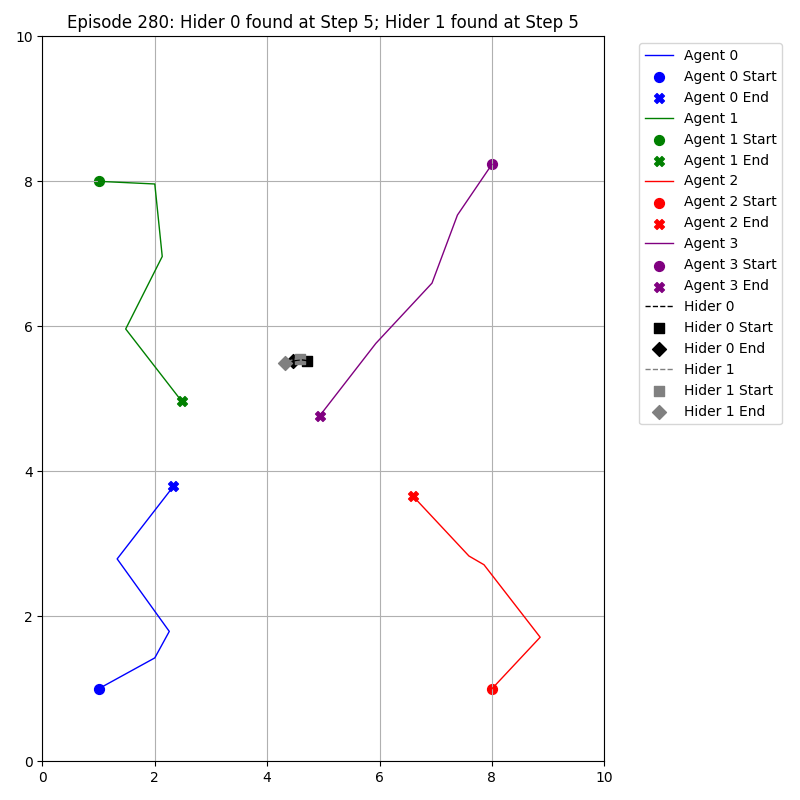 Episode 280: Hider 0 found at Step 5; Hider 1 found at Step 5
10
8
6
4
2
0
0 2 4 6 8 10
Agent 0
Agent 0 Start
Agent 0 End
Agent 1
Agent 1 Start
Agent 1 End
Agent 2
Agent 2 Start
Agent 2 End
Agent 3
Agent 3 Start
Agent 3 End
Hider 0
Hider 0 Start
Hider 0 End
Hider 1
Hider 1 Start
Hider 1 End